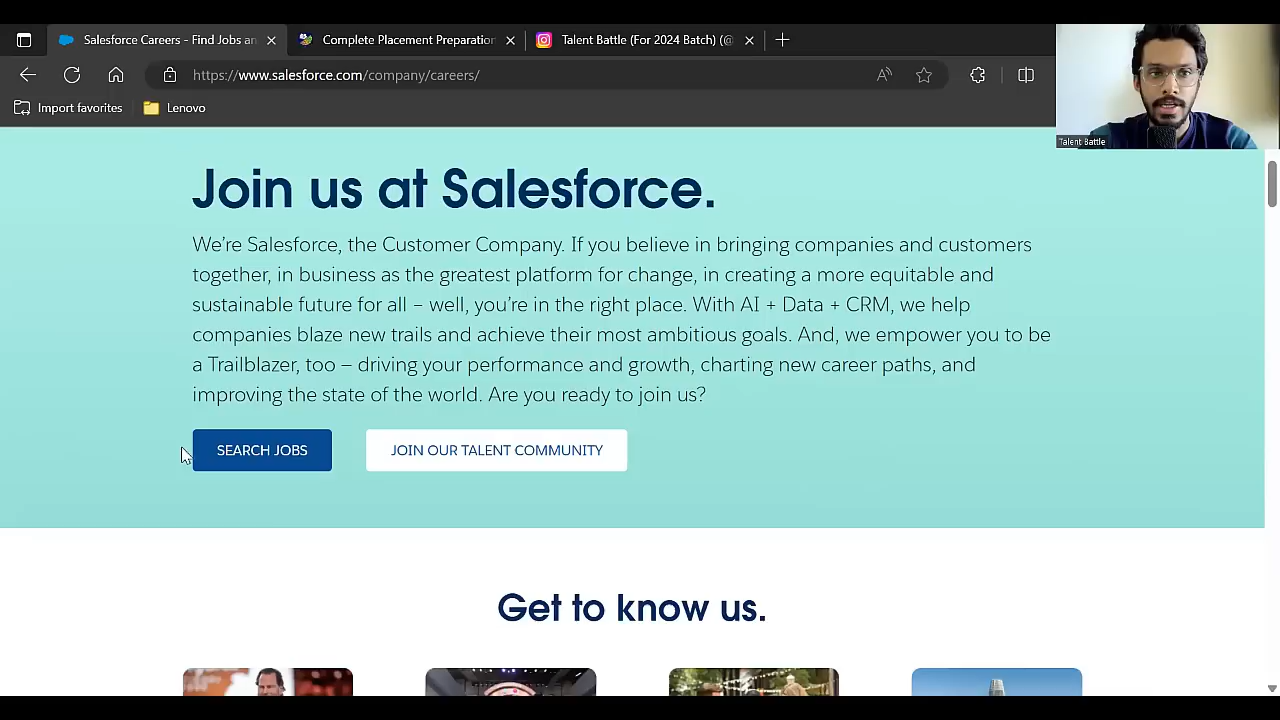 Salesforce Careers - Find Jobs an
Complete Placement Preparation
Talent Battle (For 2024 Batch) (@
https://www.salesforce.com/company/careers/
Import favorites
Lenovo
Talent Battle
Join us at Salesforce.
We're Salesforce, the Customer Company. If you believe in bringing companies and customers
together, in business as the greatest platform for change, in creating a more equitable and
sustainable future for all – well, you're in the right place. With AI + Data + CRM, we help
companies blaze new trails and achieve their most ambitious goals. And, we empower you to be
a Trailblazer, too – driving your performance and growth, charting new career paths, and
improving the state of the world. Are you ready to join us?
SEARCH JOBS
JOIN OUR TALENT COMMUNITY
Get to know us.